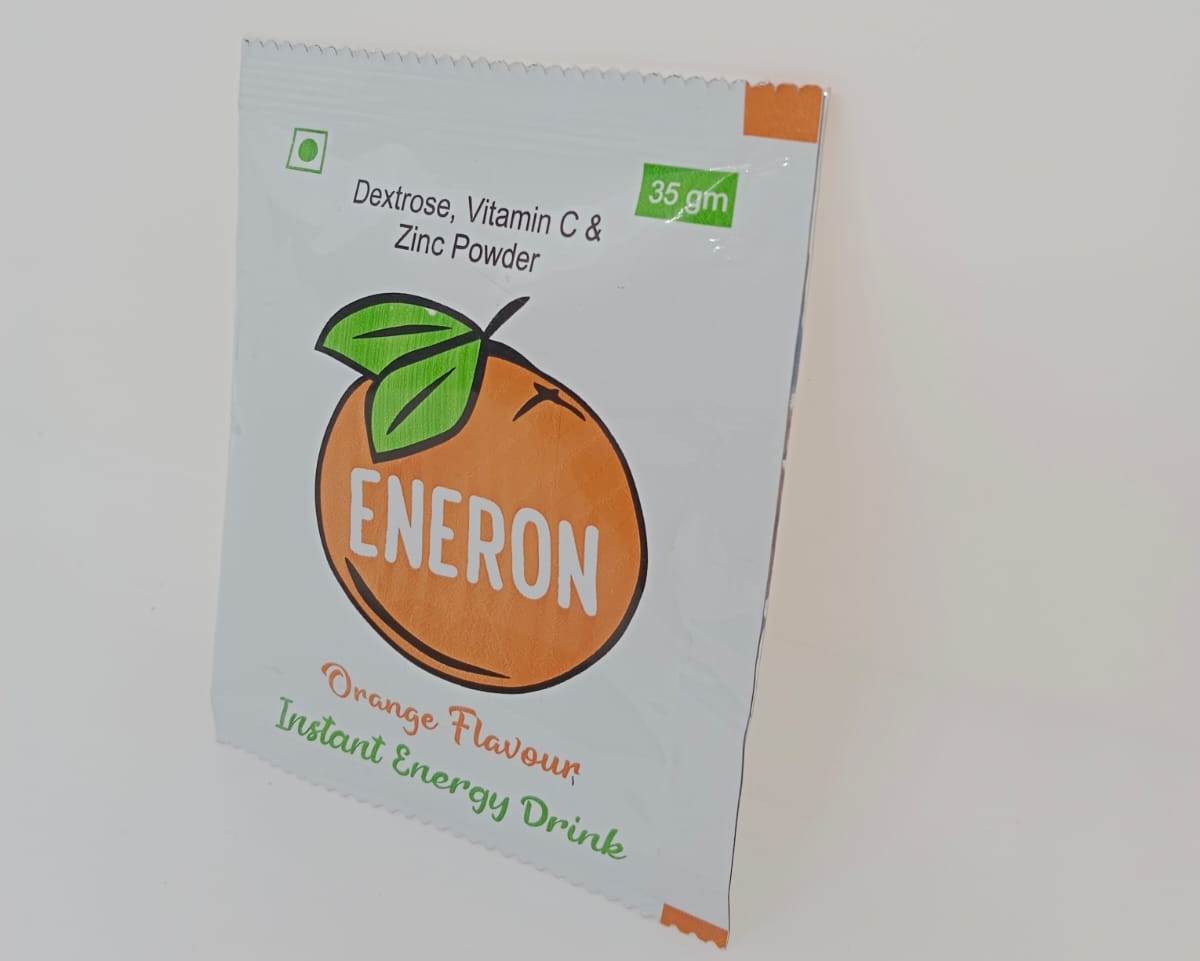 35 gm
Dextrose, Vitamin C &
Zinc Powder
ENERON
Orange Flavour
Instant Energy Drink